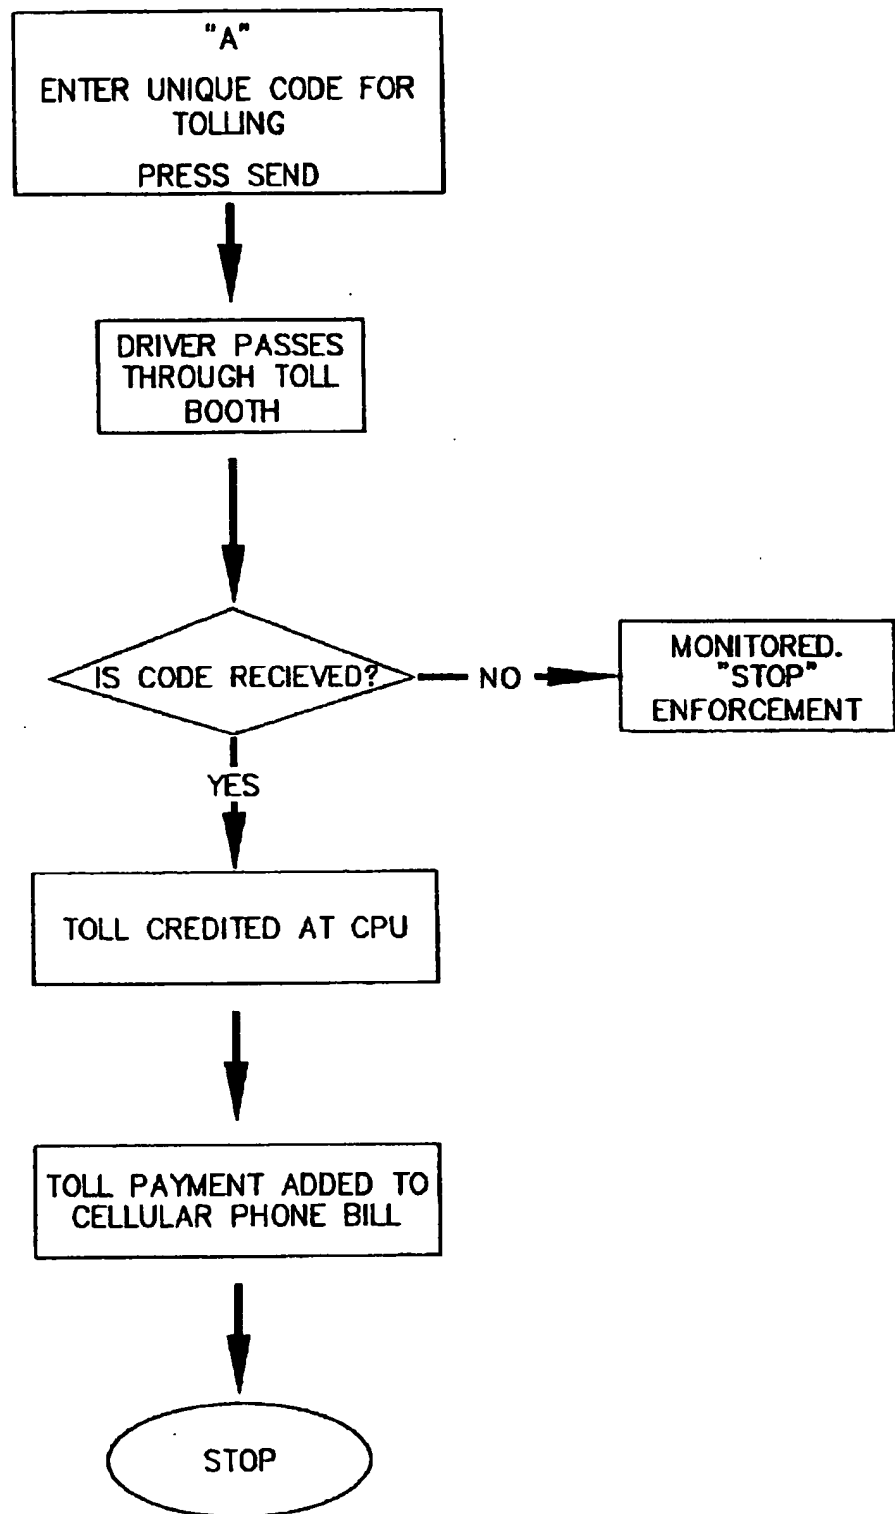 "A"
ENTER UNIQUE CODE FOR
TOLLING
PRESS SEND
DRIVER PASSES
THROUGH TOLL
BOOTH
IS CODE RECIEVED?
NO
MONITORED.
"STOP"
ENFORCEMENT
YES
TOLL CREDITED AT CPU
TOLL PAYMENT ADDED TO
CELLULAR PHONE BILL
STOP